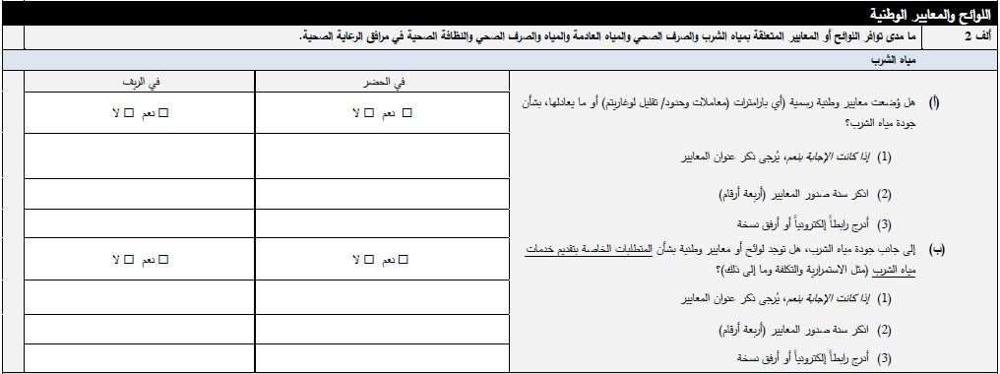 اللوائح والمعايير الوطنية
ألف 2 ما مدى توافر اللوائح أو المعايير المتعلقة بمياه الشرب والصرف الصحي والمياه العادمة والمياه والصرف الصحي والنظافة الصحية في مرافق الرعاية الصحية.
مياه الشرب
في الحضر في الريف
(أ) هل وُضعت معايير وطنية رسمية (أي بارامترات (معاملات وحدود/ تقليل لوغاريتم) أو ما يعادلها، بشأن
جودة مياه الشرب؟
☐ نعم ☐ لا ☐ نعم ☐ لا
(1) إذا كانت الإجابة بنعم، يُرجى ذكر عنوان المعايير
(2) اذكر سنة صدور المعايير (أربعة أرقام)
(3) أدرج رابطاً إلكترونياً أو أرفق نسخة
(ب) إلى جانب جودة مياه الشرب، هل توجد لوائح أو معايير وطنية بشأن المتطلبات الخاصة بتقديم خدمات
مياه الشرب (مثل الاستمرارية والتكلفة وما إلى ذلك)؟
☐ نعم ☐ لا ☐ نعم ☐ لا
(1) إذا كانت الإجابة بنعم، يُرجى ذكر عنوان المعايير
(2) اذكر سنة صدور المعايير (أربعة أرقام)
(3) أدرج رابطاً إلكترونياً أو أرفق نسخة